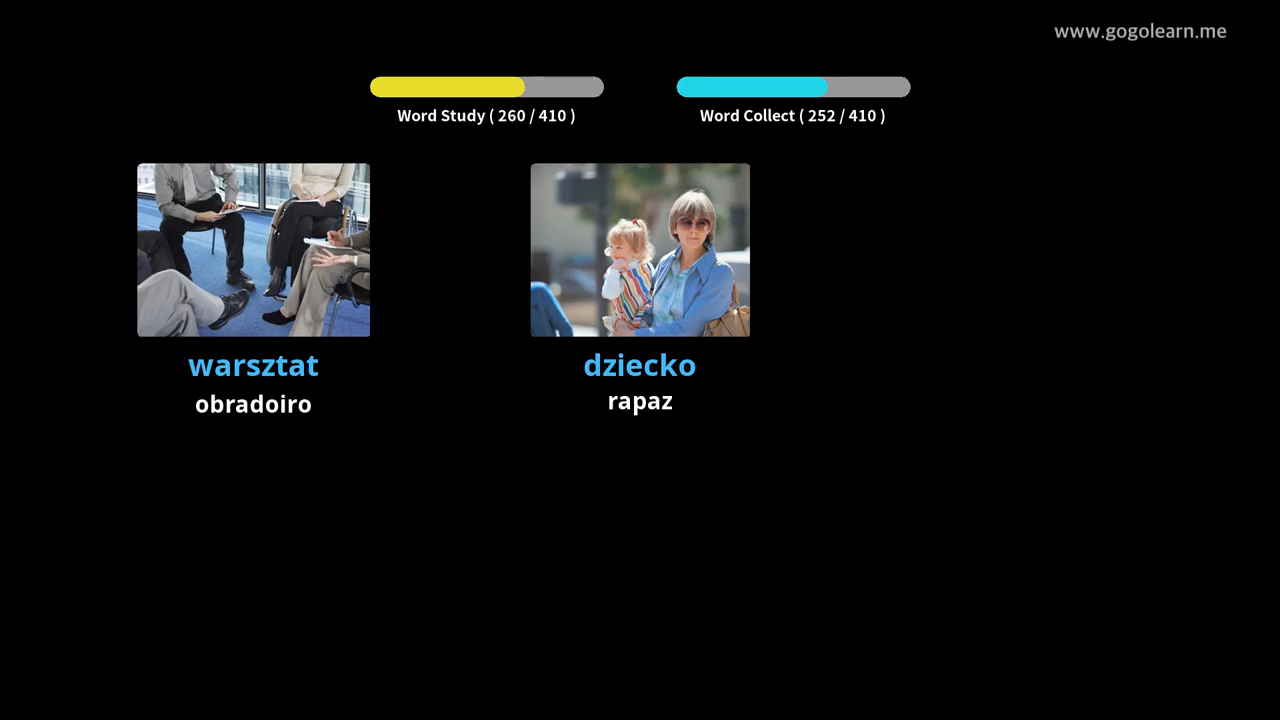 www.gogolearn.me
Word Study ( 260 / 410 )
Word Collect ( 252 / 410 )
warsztat
obradoiro
dziecko
rapaz